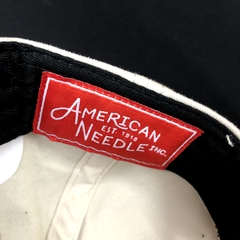 AMERICAN
EST. 1918
NEEDLE INC.